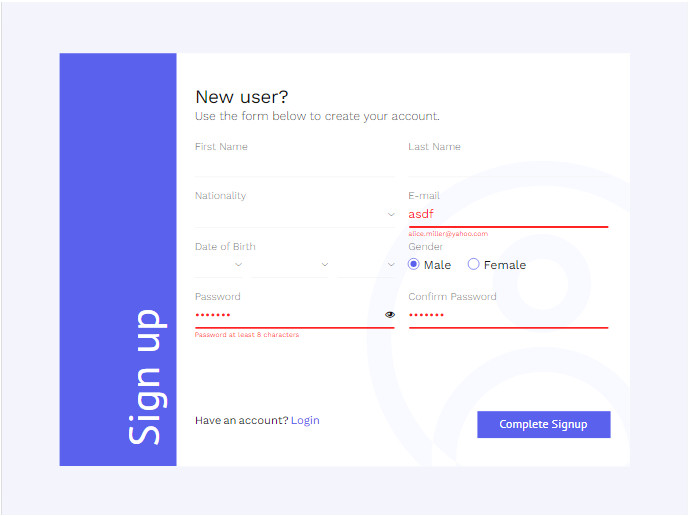 Sign up
New user?
Use the form below to create your account.
First Name
Last Name
Nationality
E-mail
asdf
alice.miller@yahoo.com
Date of Birth
Gender
Male
Female
Password
Confirm Password
•••••••
•••••••
Password at least 8 characters
Have an account? Login
Complete Signup